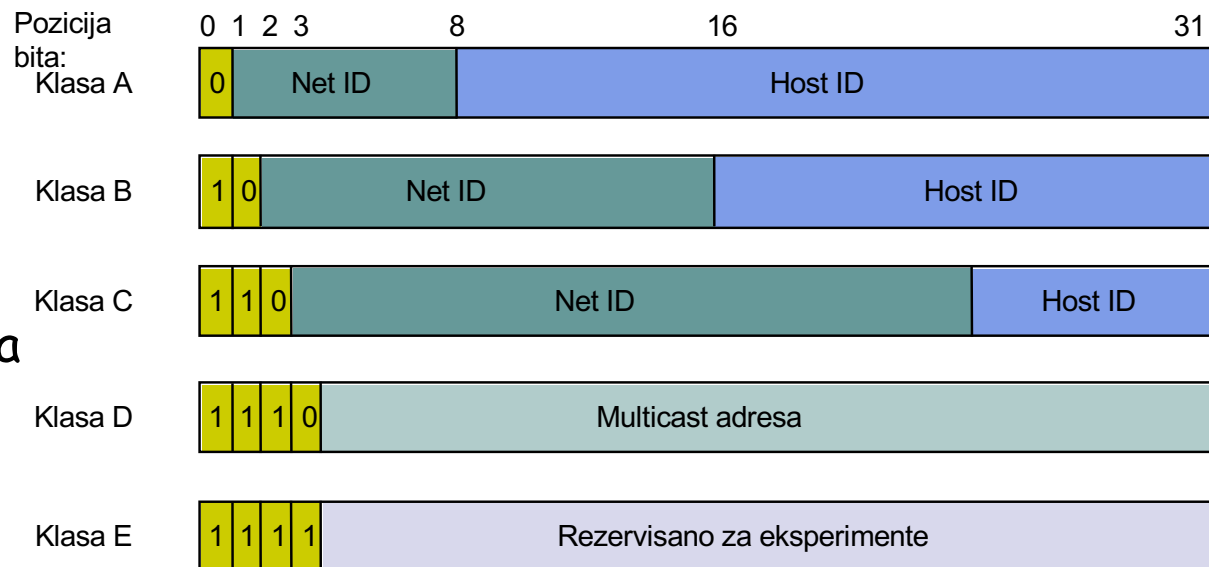 Pozicija bita: 0 1 2 3 8 16 31
Klasa A 0 Net ID Host ID
Klasa B 1 0 Net ID Host ID
Klasa C 1 1 0 Net ID Host ID
a
Klasa D 1 1 1 0 Multicast adresa
Klasa E 1 1 1 1 Rezervisano za eksperimente